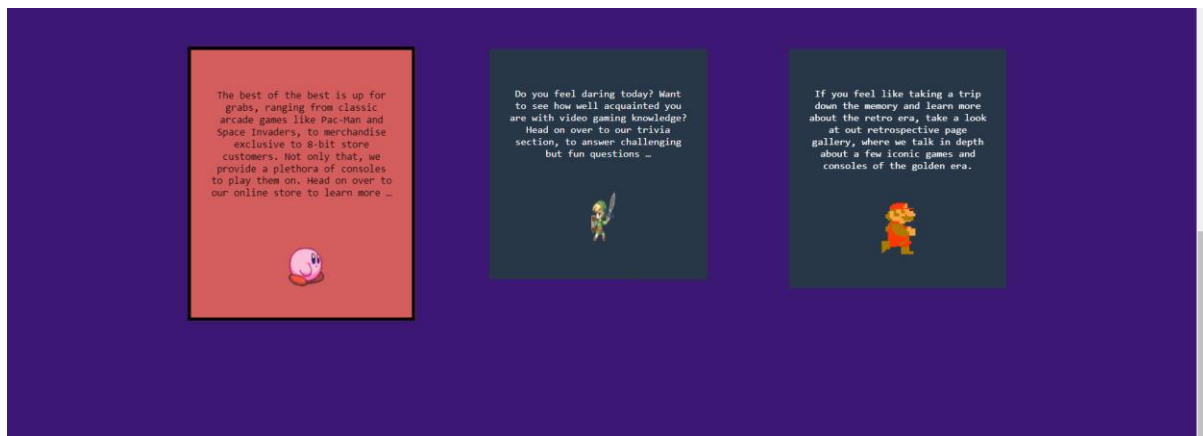 The best of the best is up for
grabs, ranging from classic
arcade games like Pac-Man and
Space Invaders, to merchandise
exclusive to 8-bit store
customers. Not only that, we
provide a plethora of consoles
to play them on. Head on over to
our online store to learn more …
Do you feel daring today? Want
to see how well acquainted you
are with video gaming knowledge?
Head on over to our trivia
section, to answer challenging
but fun questions …
If you feel like taking a trip
down the memory and learn more
about the retro era, take a look
at out retrospective page
gallery, where we talk in depth
about a few iconic games and
consoles of the golden era.